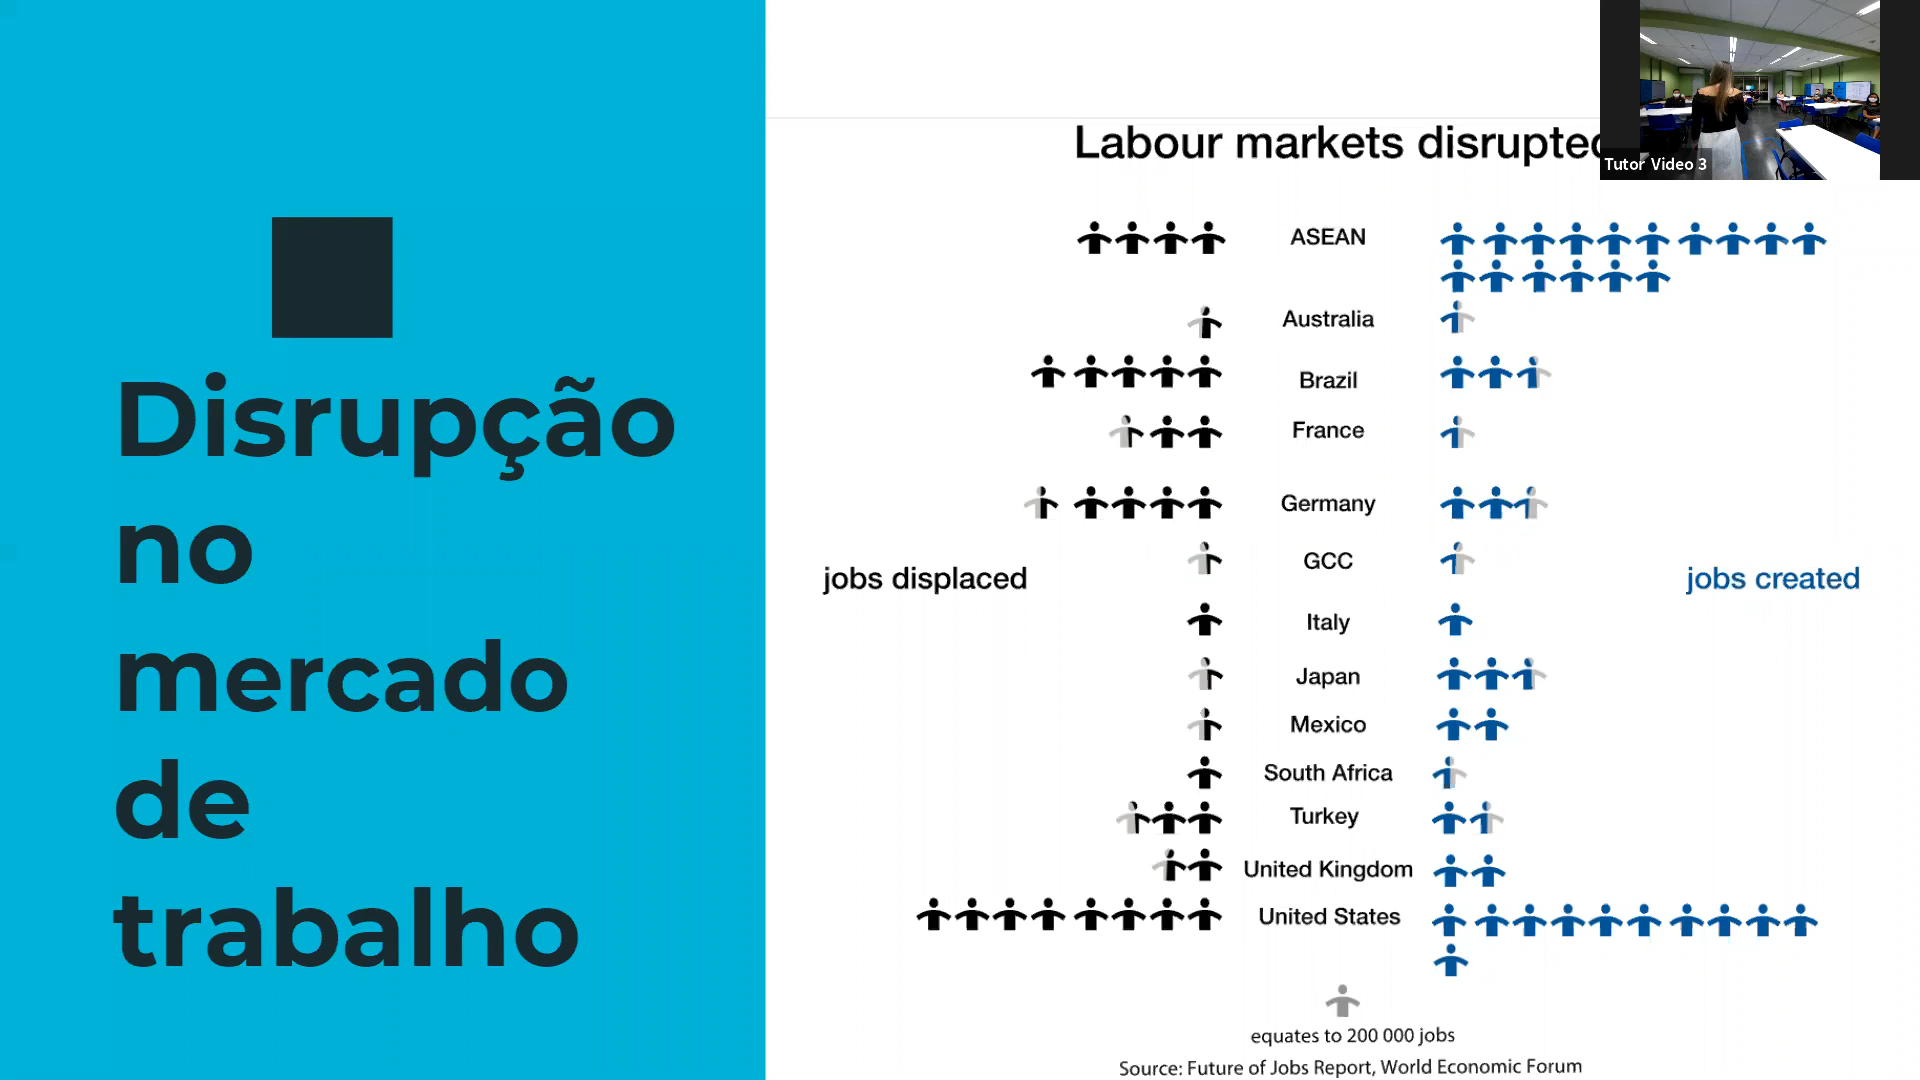 Disrupção
no
mercado
de
trabalho
Labour markets disrupted
Tutor Video 3
ASEAN
Australia
Brazil
France
Germany
GCC
jobs displaced
jobs created
Italy
Japan
Mexico
South Africa
Turkey
United Kingdom
United States
equates to 200 000 jobs
Source: Future of Jobs Report, World Economic Forum